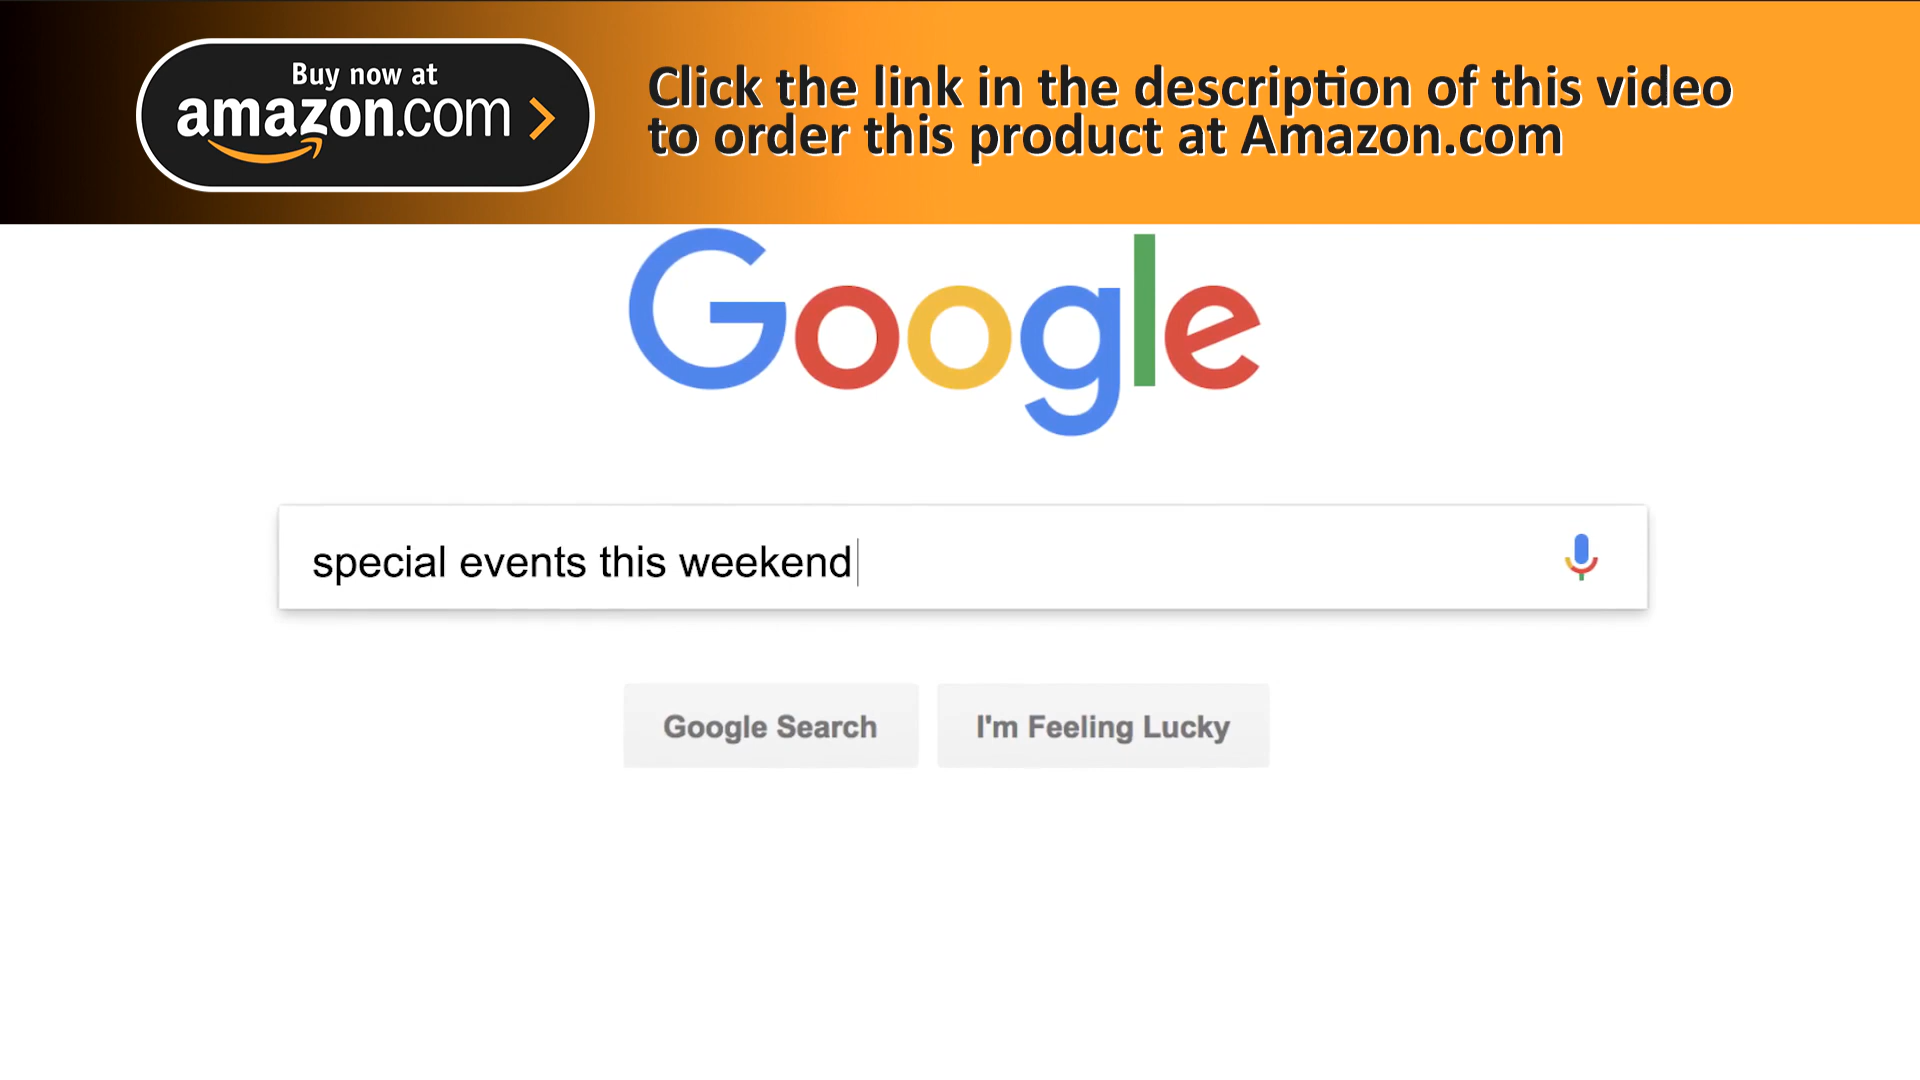 Buy now at
amazon.com
Click the link in the description of this video
to order this product at Amazon.com
Google
special events this weekend
Google Search
I'm Feeling Lucky